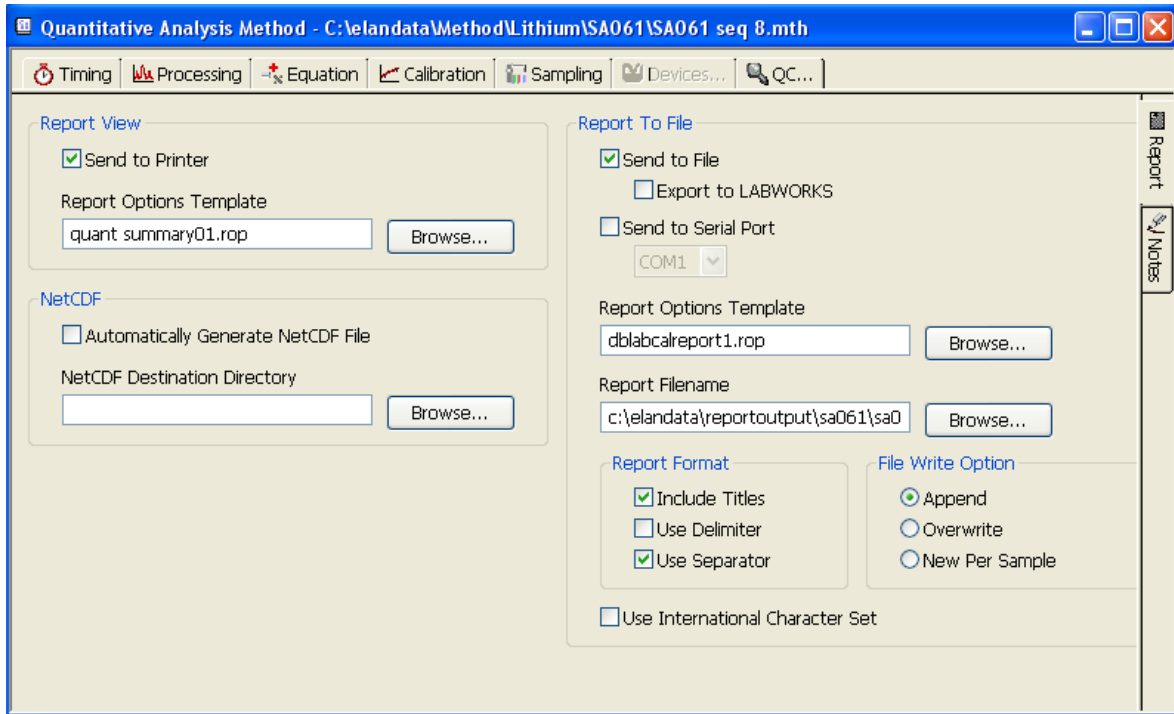 Quantitative Analysis Method - C:\elandata\Method\Lithium\SA061\SA061 seq 8.mth
Timing Processing Equation Calibration Sampling Devices... QC...
Report View
Send to Printer
Report Options Template
quant summary01.rop Browse...
NetCDF
Automatically Generate NetCDF File
NetCDF Destination Directory
Browse...
Report To File
Send to File
Export to LABWORKS
Send to Serial Port
COM1
Report Options Template
dblabcalreport1.rop Browse...
Report Filename
c:\elandata\reportoutput\sa061\sa0 Browse...
Report Format
Include Titles
Use Delimiter
Use Separator
File Write Option
Append
Overwrite
New Per Sample
Use International Character Set
Report
Notes